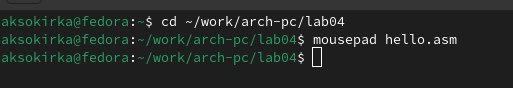 aksokirka@fedora:~$ cd ~/work/arch-pc/lab04
aksokirka@fedora:~/work/arch-pc/lab04$ mousepad hello.asm
aksokirka@fedora:~/work/arch-pc/lab04$